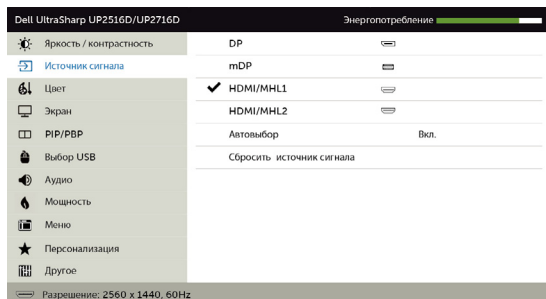 Dell UltraSharp UP2516D/UP2716D
Энергопотребление
Яркость / контрастность
DP
Источник сигнала
mDP
Цвет
HDMI/MHL1
Экран
HDMI/MHL2
PIP/PBP
Автовыбор
Вкл.
Выбор USB
Сбросить источник сигнала
Аудио
Мощность
Меню
Персонализация
Другое
Разрешение: 2560 x 1440, 60Hz